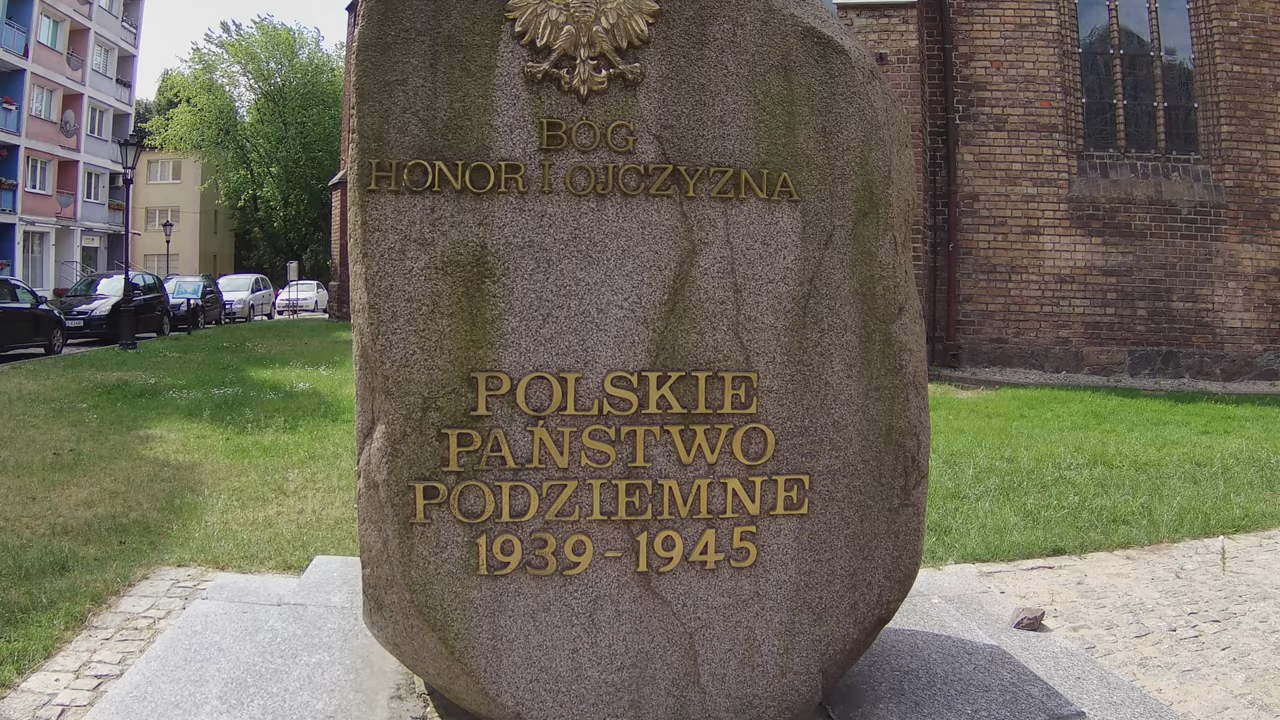 BÓG
HONOR I OJCZYZNA
POLSKIE
PAŃSTWO
PODZIEMNE
1939-1945